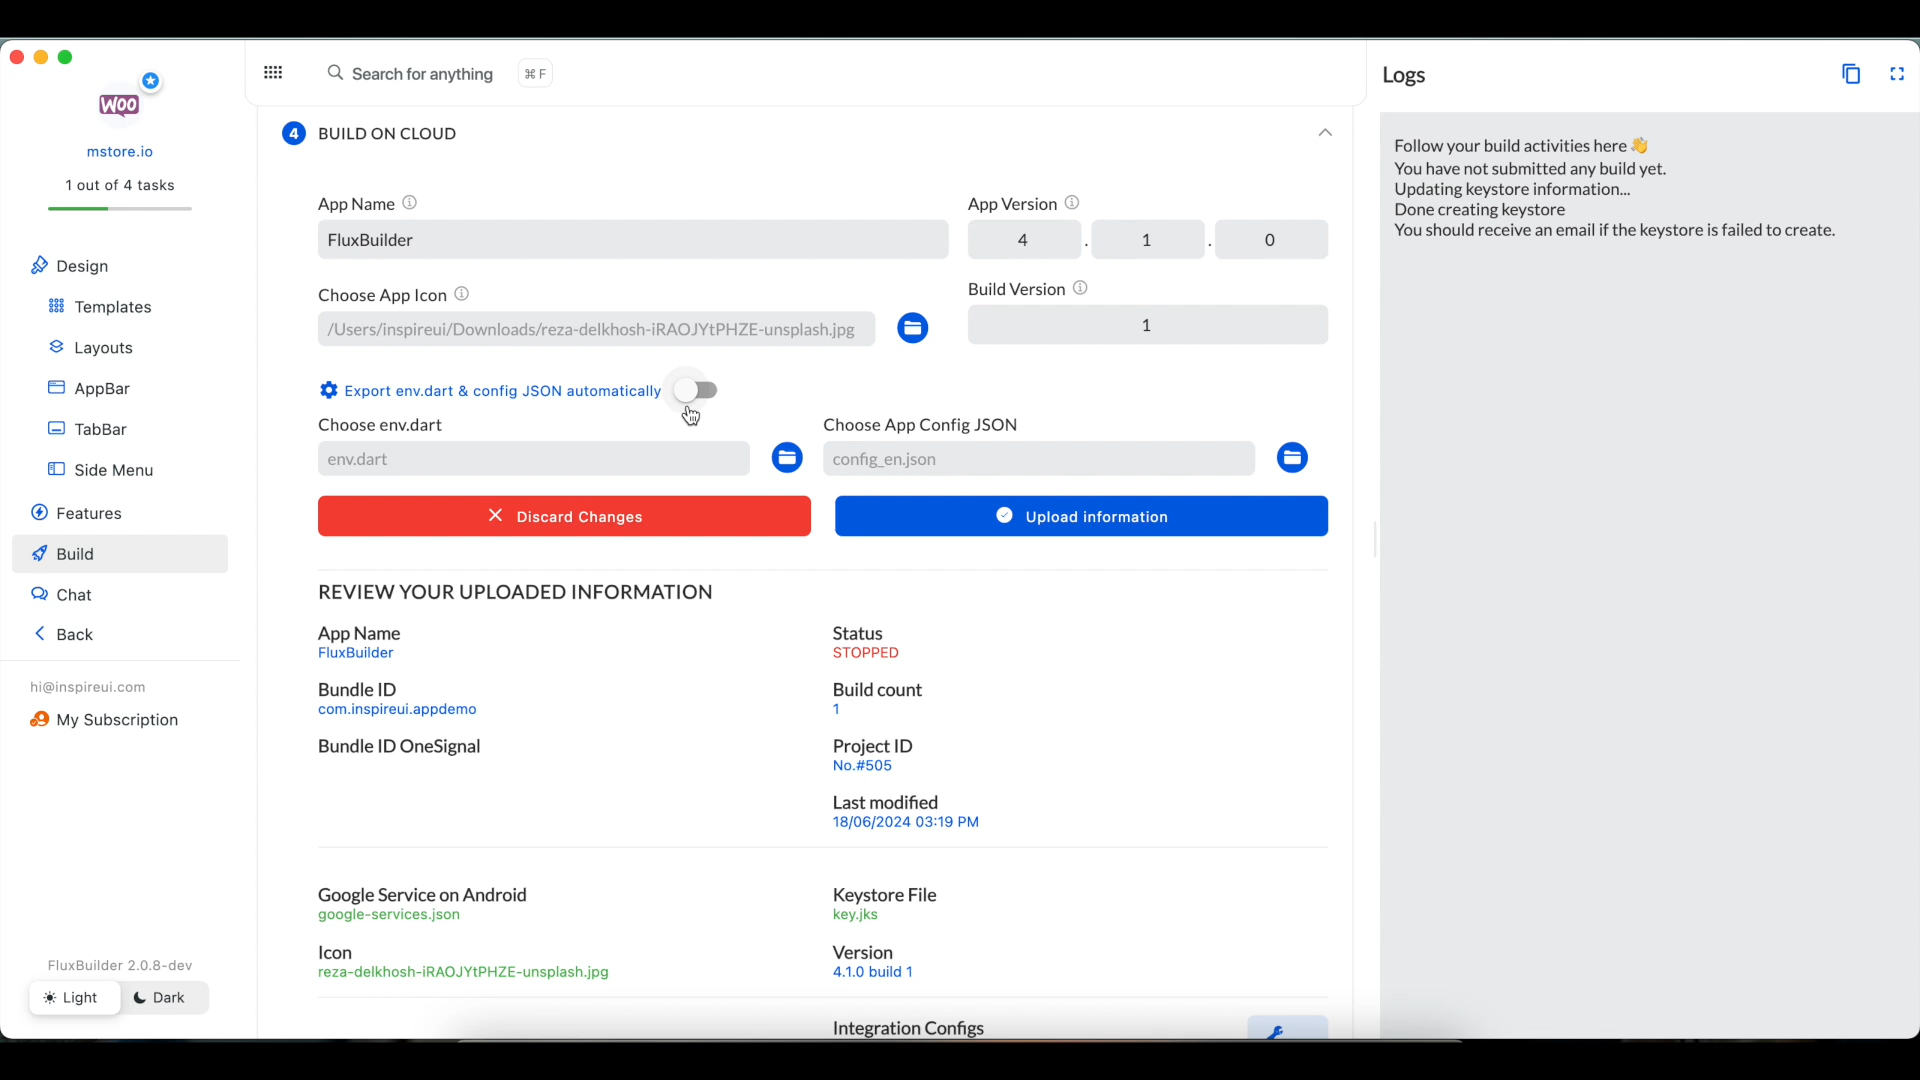 WOO
mstore.io
1 out of 4 tasks
Design
Templates
Layouts
AppBar
TabBar
Side Menu
Features
Build
Chat
Back
hi@inspireui.com
My Subscription
FluxBuilder 2.0.8-dev
Light
Dark
Search for anything
⌘ F
4 BUILD ON CLOUD
App Name
FluxBuilder
App Version
4 . 1 . 0
Choose App Icon
/Users/inspireui/Downloads/reza-delkhosh-iRAOJYtPHZE-unsplash.jpg
Build Version
1
Export env.dart & config JSON automatically
Choose env.dart
env.dart
Choose App Config JSON
config_en.json
Discard Changes
Upload information
REVIEW YOUR UPLOADED INFORMATION
App Name
FluxBuilder
Status
STOPPED
Bundle ID
com.inspireui.appdemo
Build count
1
Bundle ID OneSignal
Project ID
No.#505
Last modified
18/06/2024 03:19 PM
Google Service on Android
google-services.json
Keystore File
key.jks
Icon
reza-delkhosh-iRAOJYtPHZE-unsplash.jpg
Version
4.1.0 build 1
Integration Configs
Logs
Follow your build activities here 👋
You have not submitted any build yet.
Updating keystore information...
Done creating keystore
You should receive an email if the keystore is failed to create.